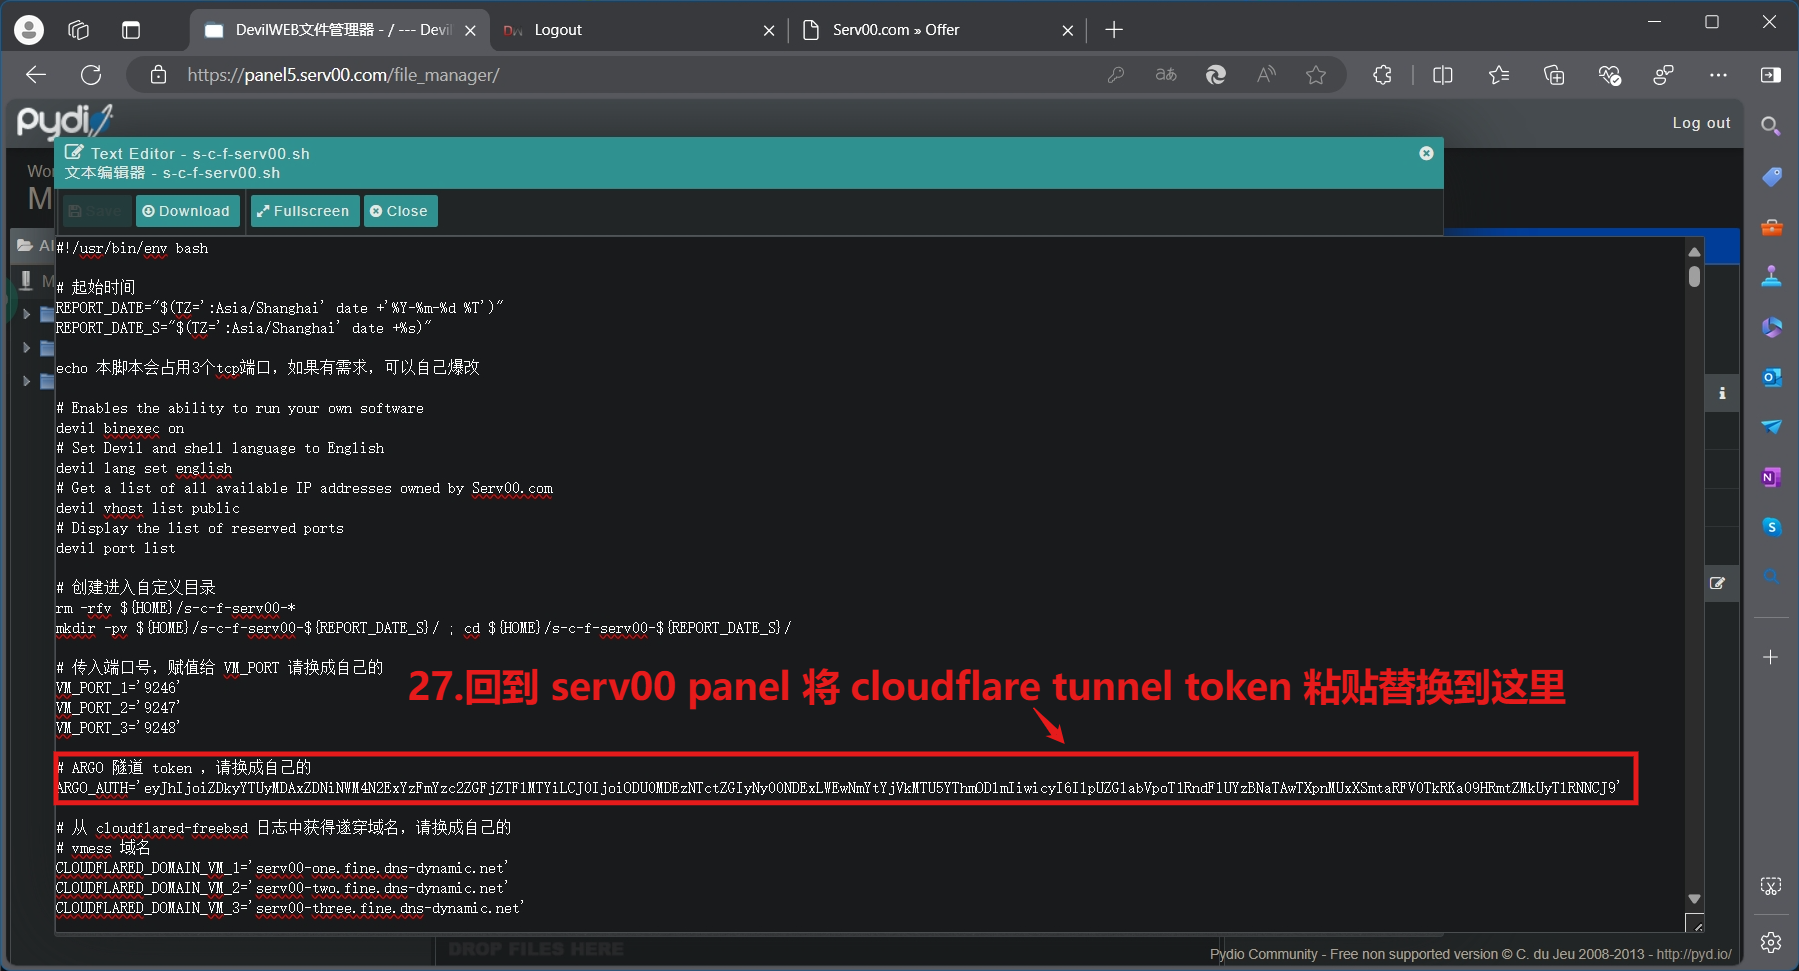 DevilWEB文件管理器 - / --- Devil
Logout
Serv00.com » Offer
https://panel5.serv00.com/file_manager/
pydio
Log out
Text Editor - s-c-f-serv00.sh
文本编辑器 - s-c-f-serv00.sh
Save
Download
Fullscreen
Close
#!/usr/bin/env bash
# 起始时间
REPORT_DATE="$(TZ=':Asia/Shanghai' date +'%Y-%m-%d %T')"
REPORT_DATE_S="$(TZ=':Asia/Shanghai' date +%s)"
echo 本脚本会占用3个tcp端口，如果有需求，可以自己爆改
# Enables the ability to run your own software
devil binexec on
# Set Devil and shell language to English
devil lang set english
# Get a list of all available IP addresses owned by Serv00.com
devil vhost list public
# Display the list of reserved ports
devil port list
# 创建进入自定义目录
rm -rfv ${HOME}/s-c-f-serv00-*
mkdir -pv ${HOME}/s-c-f-serv00-${REPORT_DATE_S}/ ; cd ${HOME}/s-c-f-serv00-${REPORT_DATE_S}/
# 传入端口号，赋值给 VM_PORT 请换成自己的
VM_PORT_1='9246'
VM_PORT_2='9247'
VM_PORT_3='9248'
27.回到 serv00 panel 将 cloudflare tunnel token 粘贴替换到这里
# ARGO 隧道 token ，请换成自己的
ARGO_AUTH=
# 从 cloudflared-freebsd 日志中获得遂穿域名，请换成自己的
# vmess 域名
CLOUDFLARED_DOMAIN_VM_1='serv00-one.fine.dns-dynamic.net'
CLOUDFLARED_DOMAIN_VM_2='serv00-two.fine.dns-dynamic.net'
CLOUDFLARED_DOMAIN_VM_3='serv00-three.fine.dns-dynamic.net'
DROP FILES HERE
Pydio Community - Free non supported version © C. du Jeu 2008-2013 - http://pyd.io/